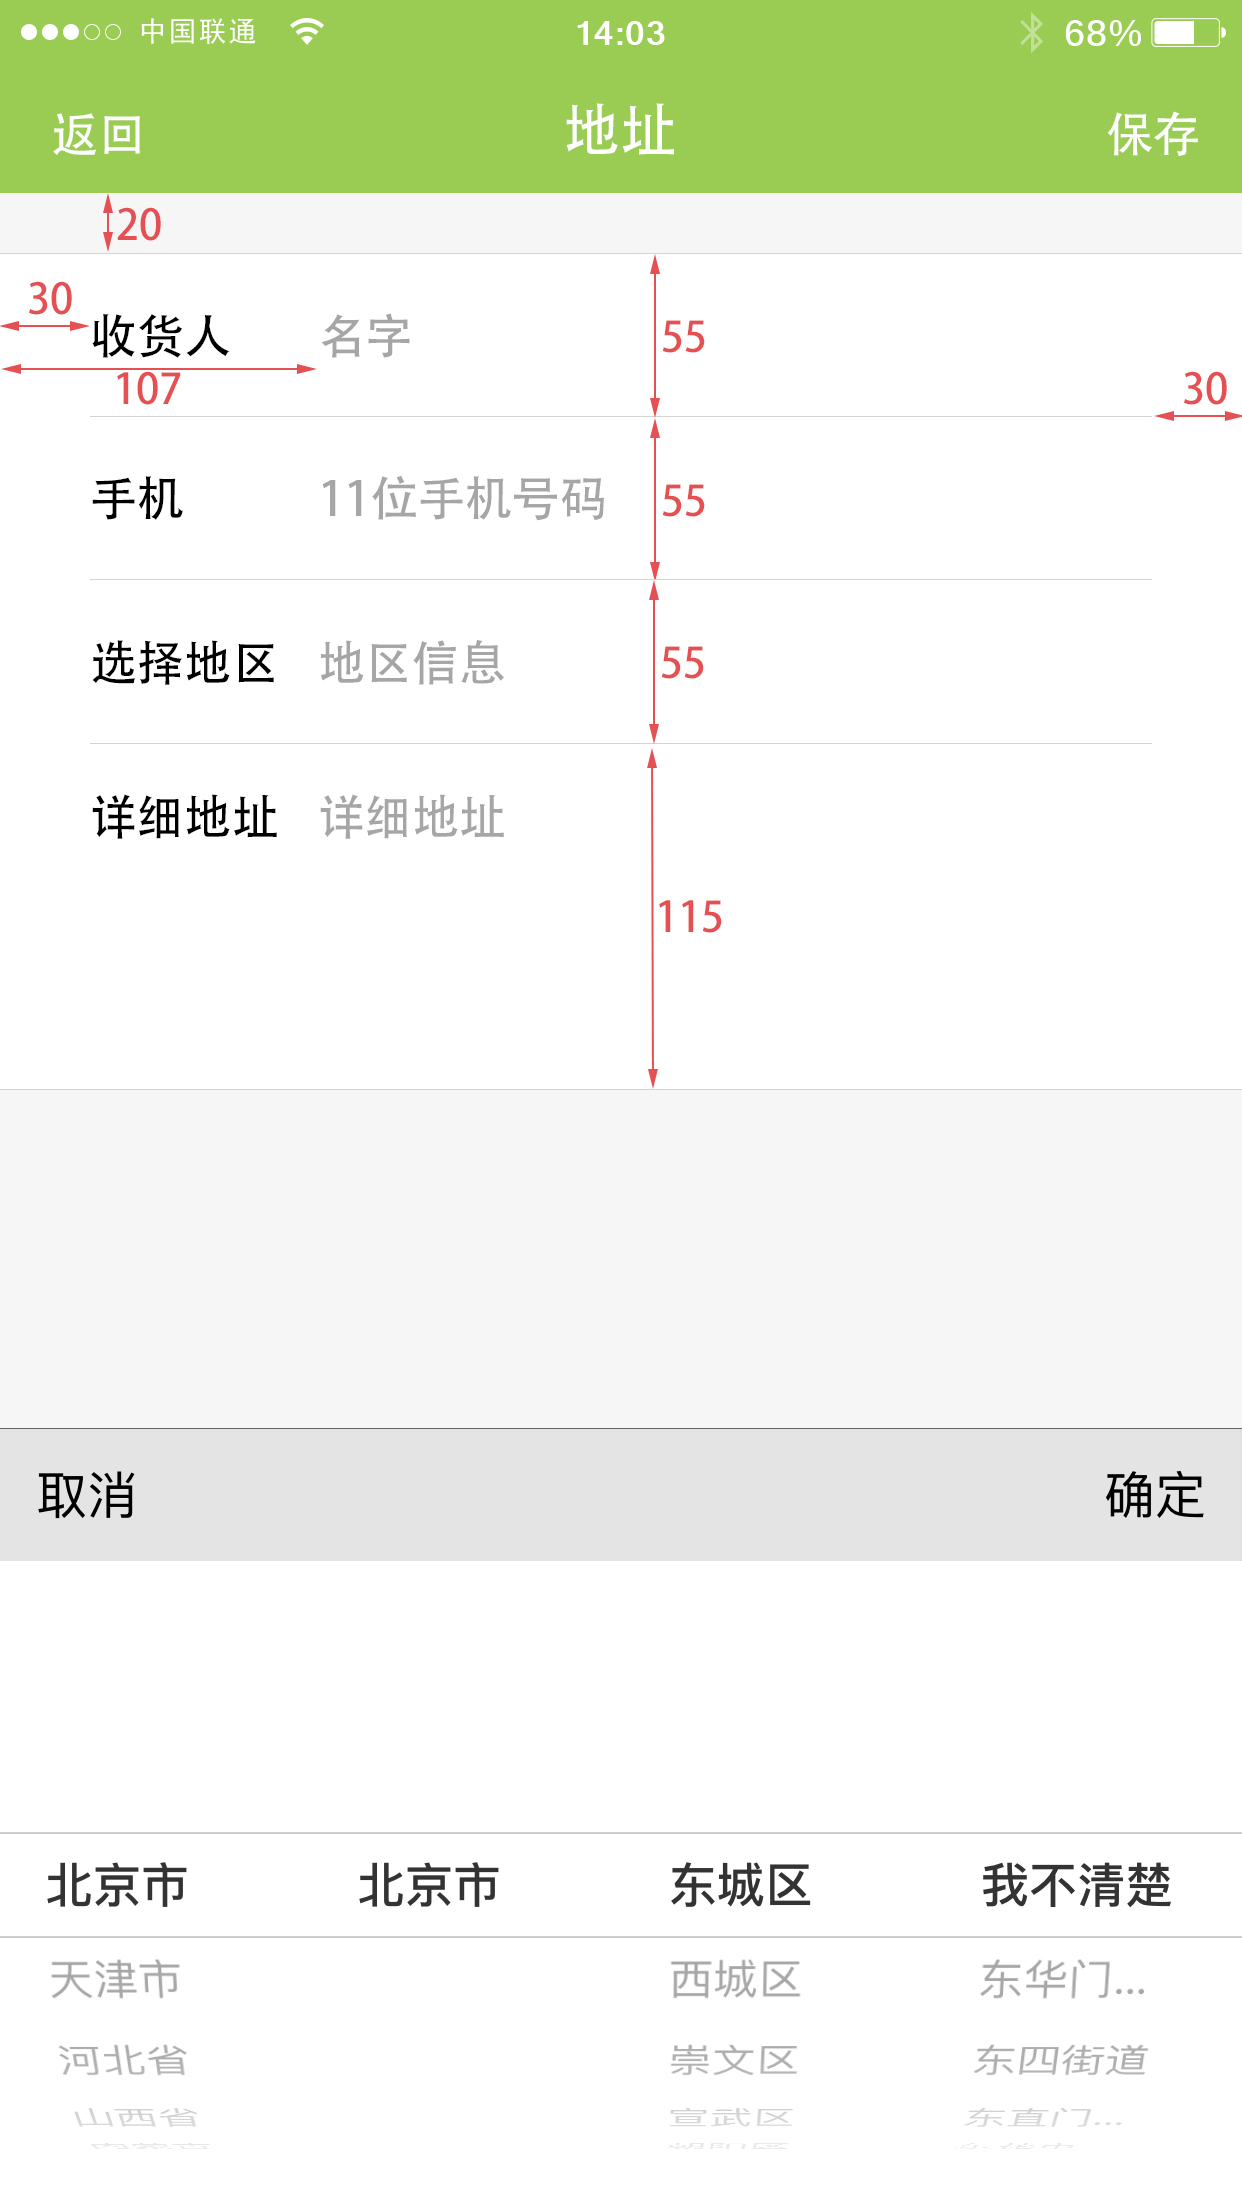 中国联通 14:03 68%
返回 地址 保存
20
30
收货人 名字 55
107 30
手机 11位手机号码 55
选择地区 地区信息 55
详细地址 详细地址
115
取消 确定
北京市 北京市 东城区 我不清楚
天津市 西城区 东华门...
河北省 崇文区 东四街道
山西省 宣武区 东直门...